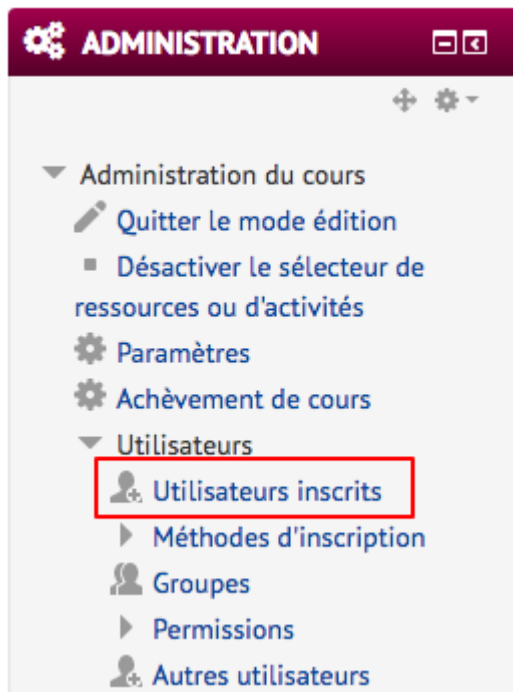 ADMINISTRATION
Administration du cours
Quitter le mode édition
Désactiver le sélecteur de
ressources ou d'activités
Paramètres
Achèvement de cours
Utilisateurs
Utilisateurs inscrits
Méthodes d'inscription
Groupes
Permissions
Autres utilisateurs